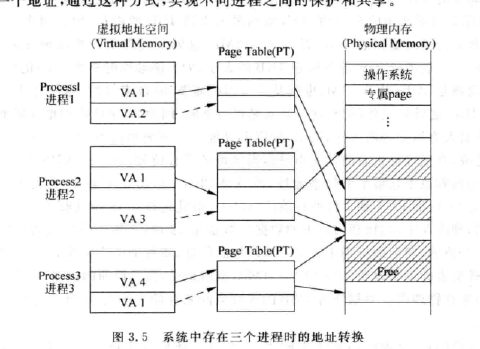 一个地址,通过这种方式,实现不同进程之间的保护和共享。
虚拟地址空间
(Virtual Memory)
Page Table(PT)
物理内存
(Physical Memory)
操作系统
专属page
⋮
Process1
进程1
VA 1
VA 2
Page Table(PT)
Process2
进程2
VA 1
VA 3
Page Table(PT)
Process3
进程3
VA 4
VA 1
Free
图 3.5 系统中存在三个进程时的地址转换